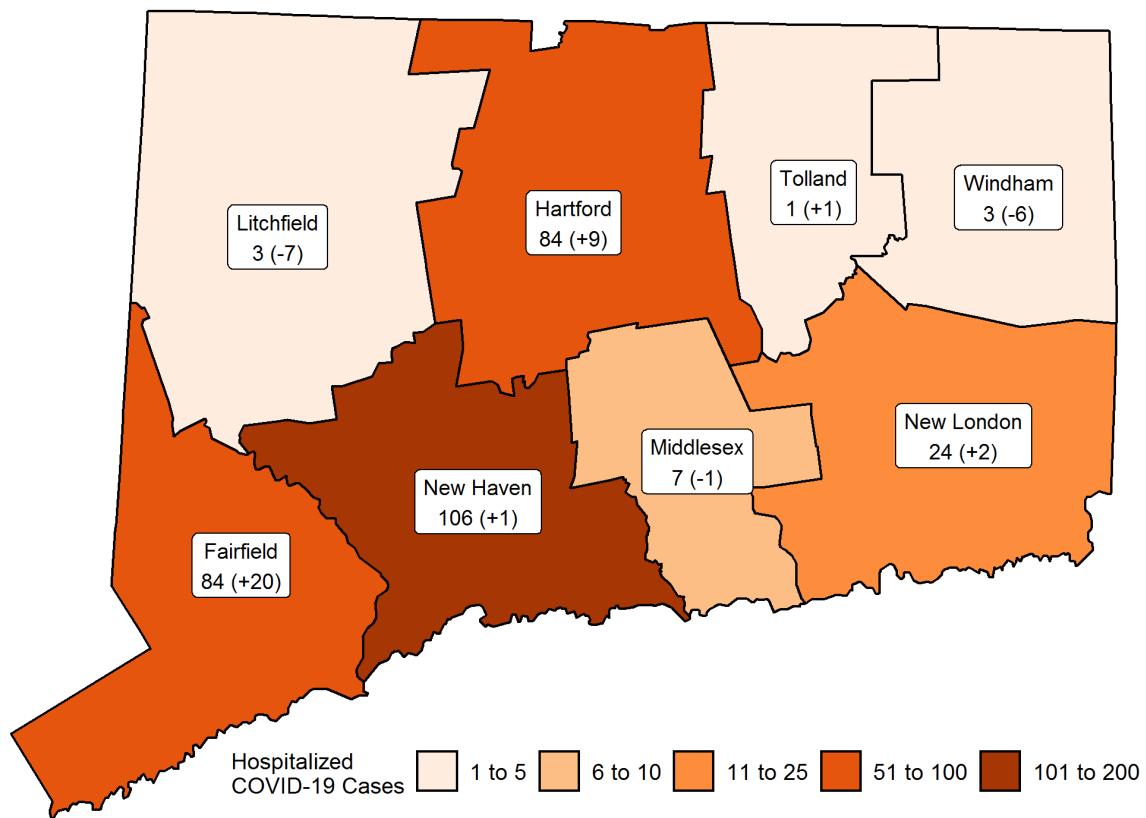 Litchfield
3 (-7)
Hartford
84 (+9)
Tolland
1 (+1)
Windham
3 (-6)
Fairfield
84 (+20)
New Haven
106 (+1)
Middlesex
7 (-1)
New London
24 (+2)
Hospitalized
COVID-19 Cases
1 to 5
6 to 10
11 to 25
51 to 100
101 to 200